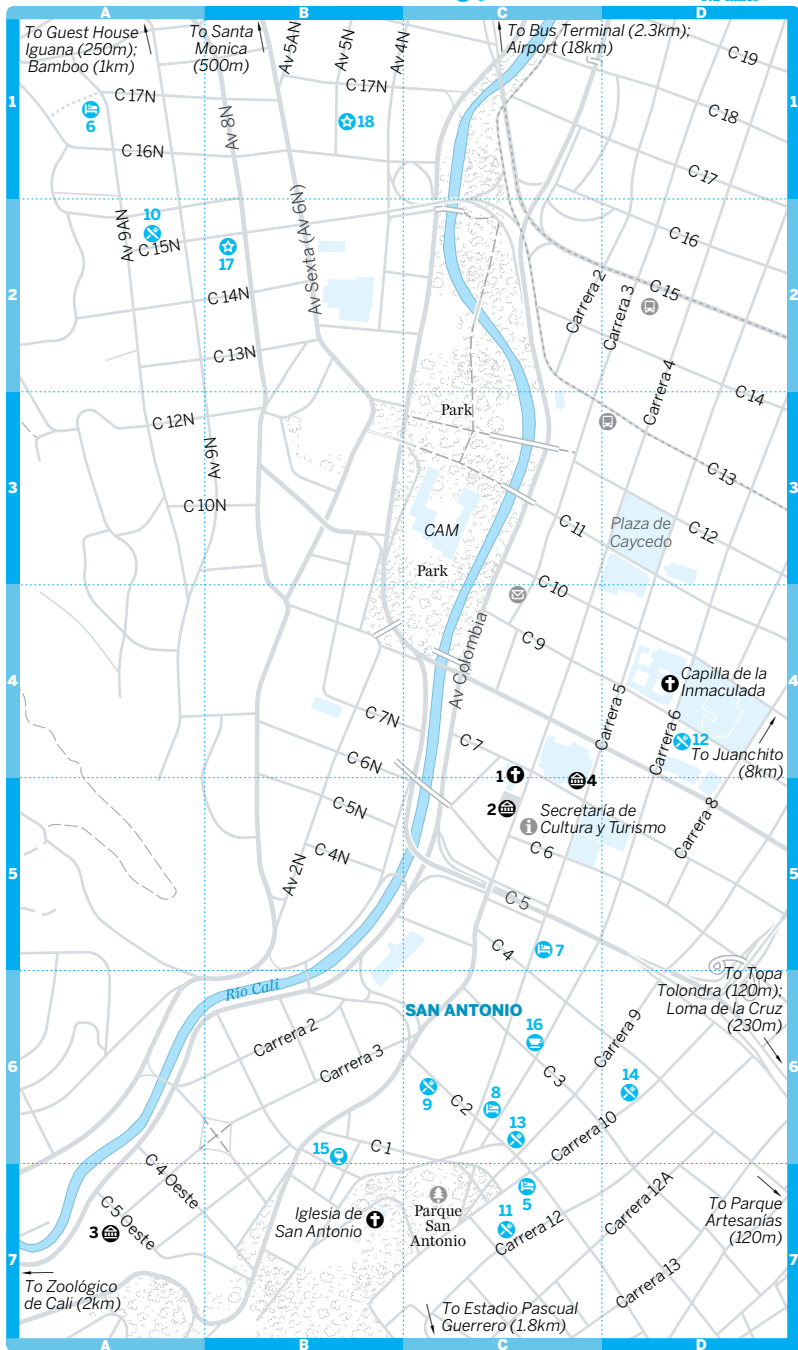 A
B
C
D
To Guest House
Iguana (250m);
Bamboo (1km)
To Santa
Monica
(500m)
Av 5AN
Av 5N
Av 4N
To Bus Terminal (2.3km);
Airport (18km)
C 19
1
1
C 17N
C 17N
6
18
Av 8N
C 18
C 16N
C 17
10
Av 9AN
C 15N
17
Av Sexta (Av 6N)
C 16
2
2
C 14N
Carrera 2
Carrera 3
C 15
C 13N
Carrera 4
C 14
Park
C 12N
Av 9N
3
3
C 13
C 10N
CAM
C 11
Plaza de
Caycedo
C 12
Park
C 10
Av Colombia
C 9
4
4
Capilla de la
Inmaculada
Carrera 5
Carrera 6
12
To Juanchito
(8km)
C 7N
C 7
C 6N
1
4
2
Secretaría de
Cultura y Turismo
Carrera 8
C 5N
C 6
C 4N
Av 2N
5
5
C 5
C 4
7
To Topa
Tolondra (120m);
Loma de la Cruz
(230m)
Río Cali
SAN ANTONIO
16
Carrera 2
Carrera 3
Carrera 9
6
6
C 3
14
9
C 2
8
13
Carrera 10
15
C 1
C 4 Oeste
C 5 Oeste
3
Iglesia de
San Antonio
Parque
San
Antonio
5
11
Carrera 12
Carrera 12A
To Parque
Artesanías
(120m)
7
7
Carrera 13
To Zoológico
de Cali (2km)
To Estadio Pascual
Guerrero (1.8km)
A
B
C
D